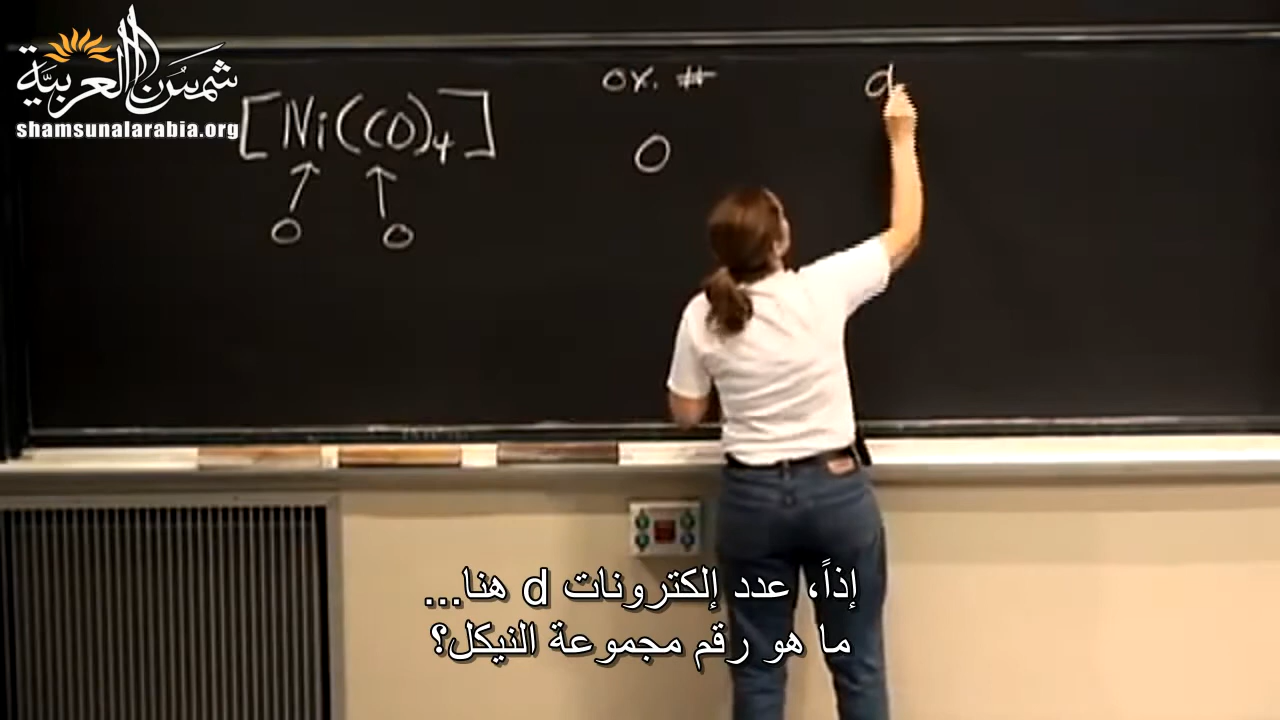 شمس العربية
shamsunalarabia.org
[Ni(CO)₄]
0 0
ox. #
0
d
إذاً، عدد إلكترونات d هنا...
ما هو رقم مجموعة النيكل؟